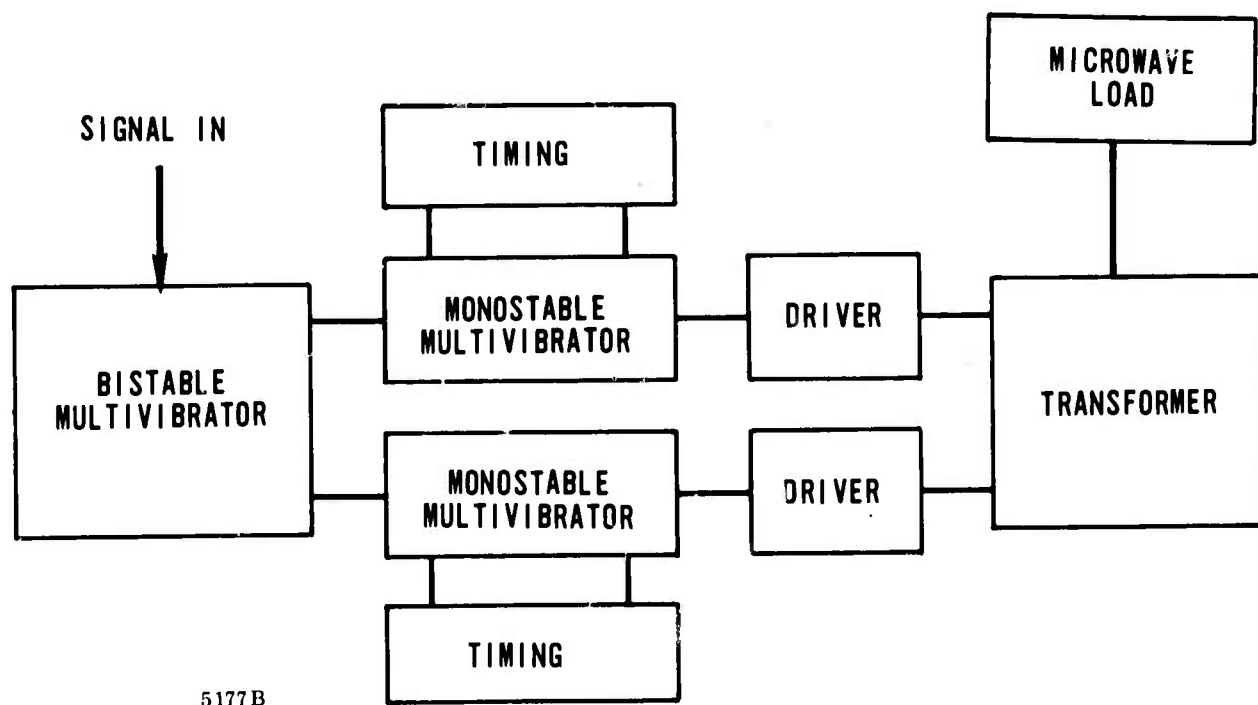 MICROWAVE
LOAD
SIGNAL IN
TIMING
MONOSTABLE
MULTIVIBRATOR
DRIVER
BISTABLE
MULTIVIBRATOR
TRANSFORMER
MONOSTABLE
MULTIVIBRATOR
DRIVER
TIMING
5177B